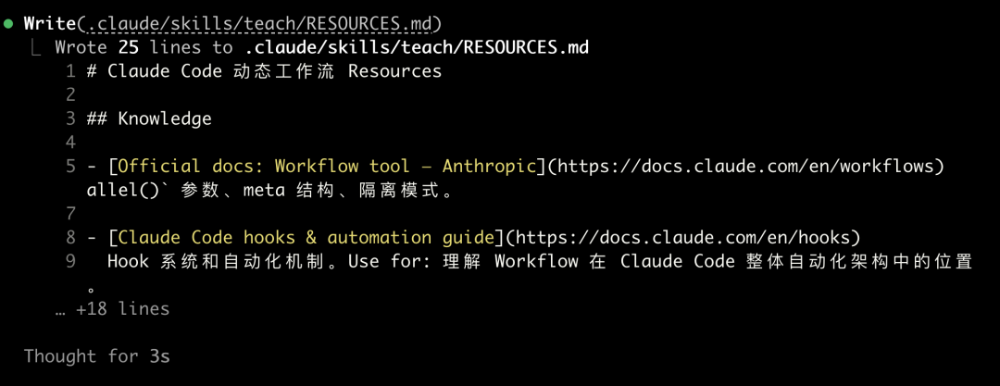 ● Write(.claude/skills/teach/RESOURCES.md)
⎿ Wrote 25 lines to .claude/skills/teach/RESOURCES.md
1 # Claude Code 动态工作流 Resources
2
3 ## Knowledge
4
5 - [Official docs: Workflow tool — Anthropic](https://docs.claude.com/en/workflows)
allel()` 参数、meta 结构、隔离模式。
7
8 - [Claude Code hooks & automation guide](https://docs.claude.com/en/hooks)
9 Hook 系统和自动化机制。Use for: 理解 Workflow 在 Claude Code 整体自动化架构中的位置
。
… +18 lines
Thought for 3s